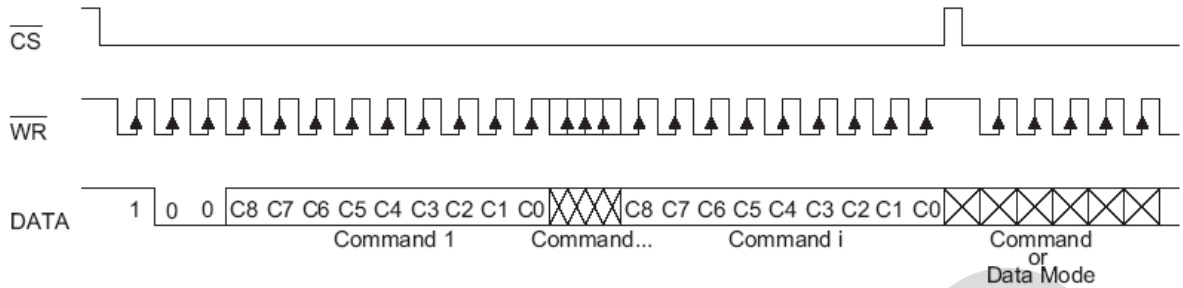 CS
WR
DATA 1 0 0 C8 C7 C6 C5 C4 C3 C2 C1 C0 C8 C7 C6 C5 C4 C3 C2 C1 C0
Command 1 Command... Command i Command
or
Data Mode